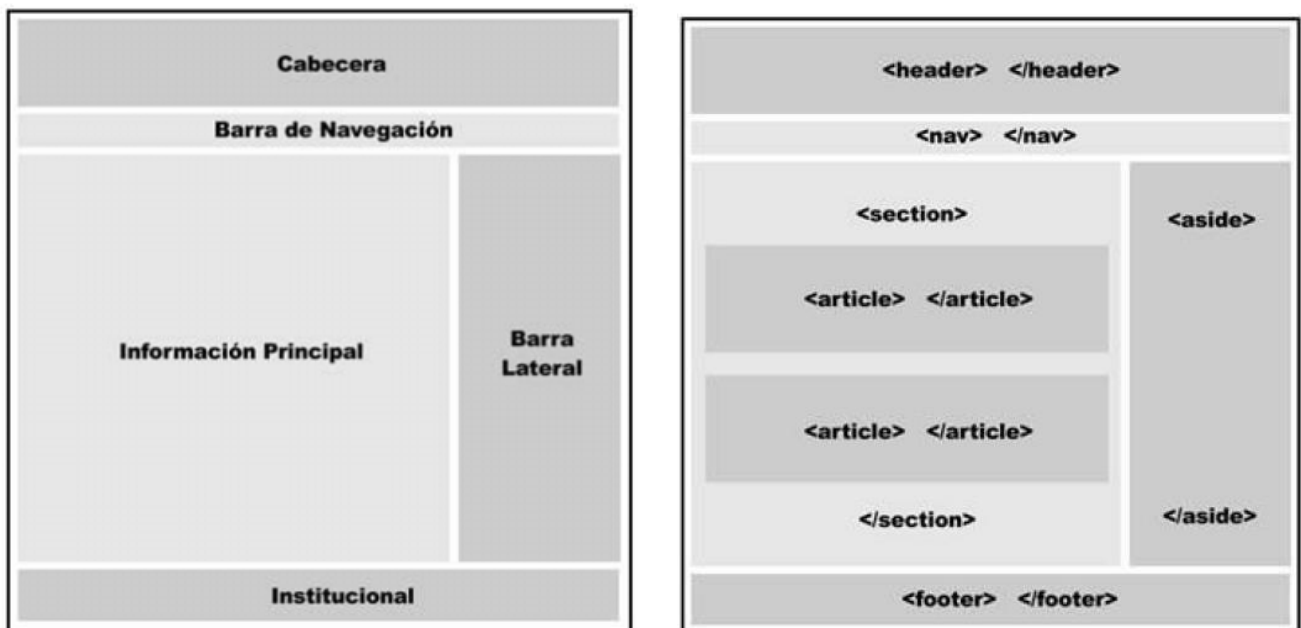 Cabecera
Barra de Navegación
Información Principal
Barra
Lateral
Institucional
<header> </header>
<nav> </nav>
<section>
<article> </article>
<article> </article>
</section>
<aside>
</aside>
<footer> </footer>